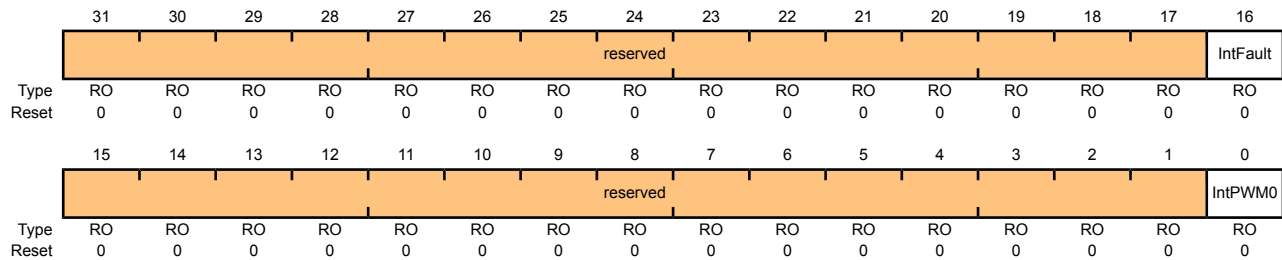 31 30 29 28 27 26 25 24 23 22 21 20 19 18 17 16
reserved IntFault
Type RO RO RO RO RO RO RO RO RO RO RO RO RO RO RO RO
Reset 0 0 0 0 0 0 0 0 0 0 0 0 0 0 0 0
15 14 13 12 11 10 9 8 7 6 5 4 3 2 1 0
reserved IntPWM0
Type RO RO RO RO RO RO RO RO RO RO RO RO RO RO RO RO
Reset 0 0 0 0 0 0 0 0 0 0 0 0 0 0 0 0